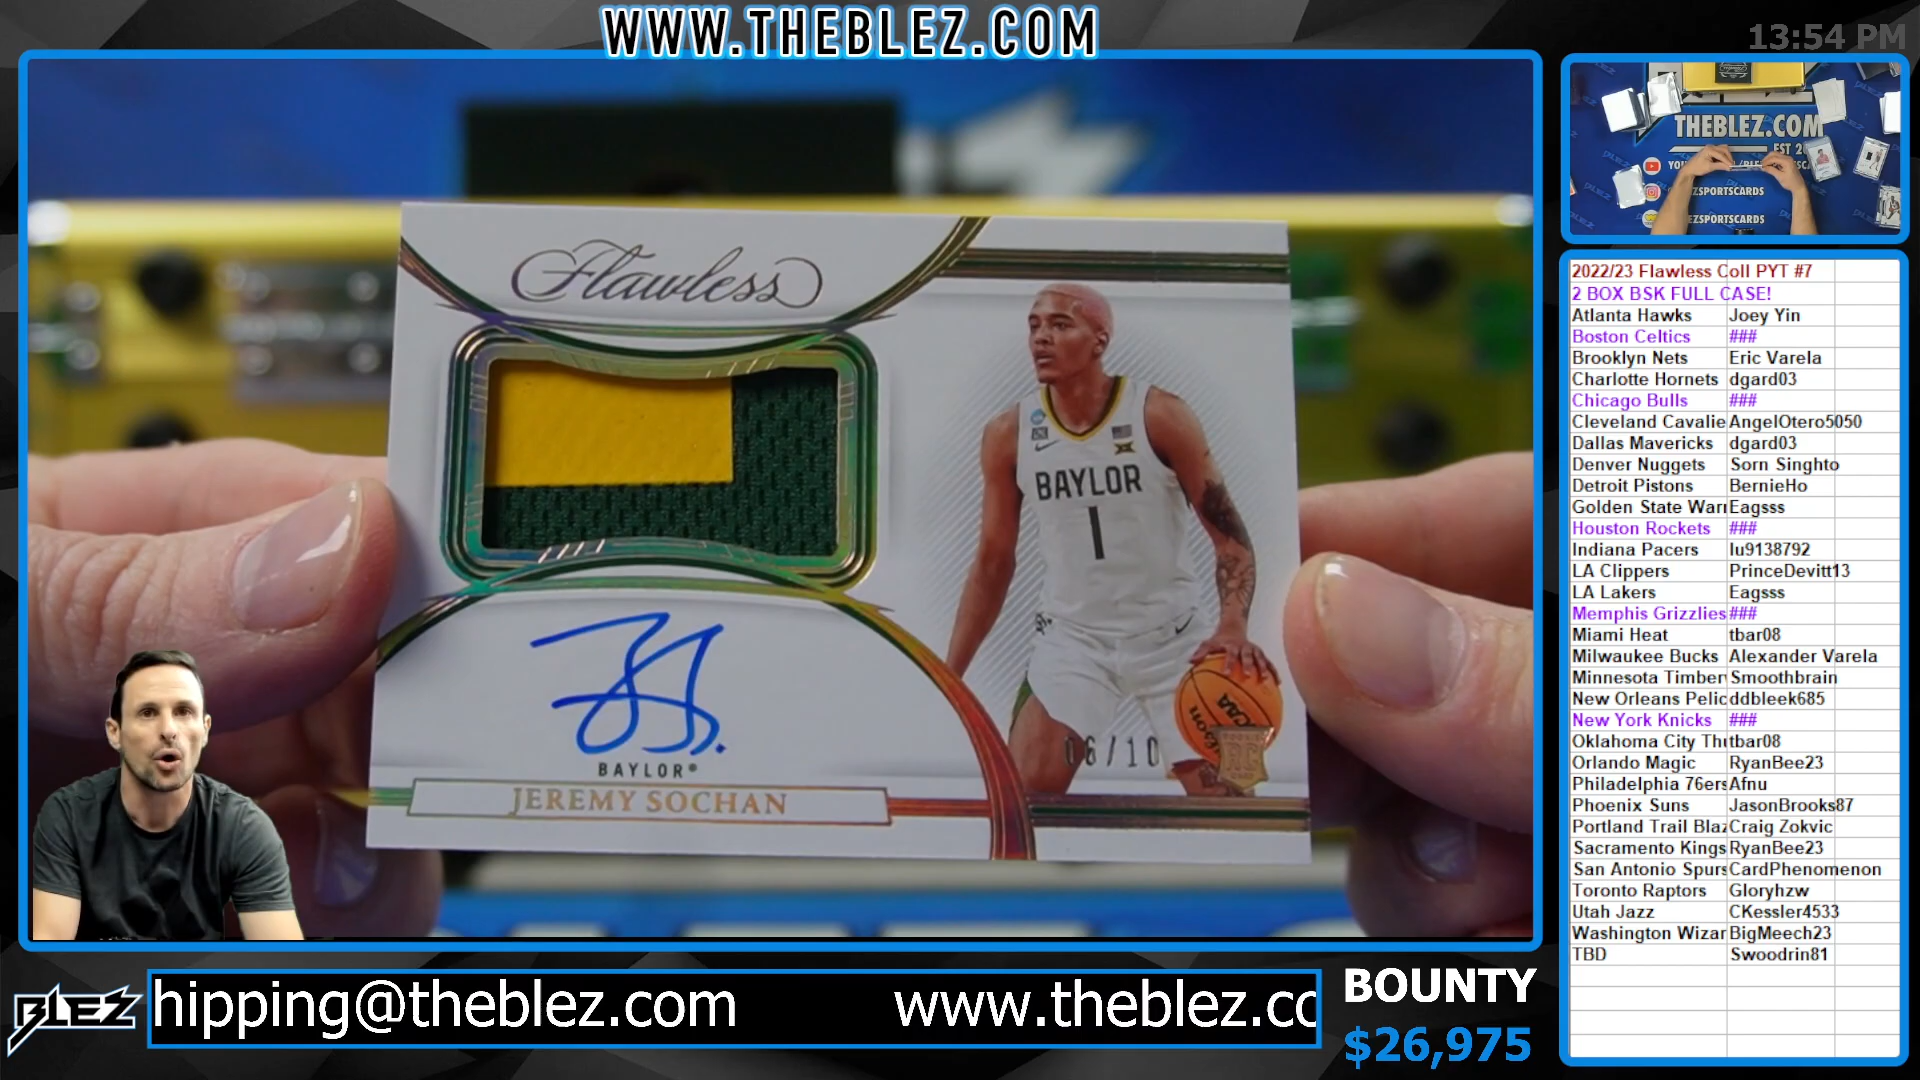 WWW.THEBLEZ.COM
13:54 PM
Flawless
BAYLOR
1
06/10
RC
BAYLOR®
JEREMY SOCHAN
THEBLEZ.COM
EZSPORTSCARDS
EZSPORTSCARDS
2022/23 Flawless Coll PYT #7
2 BOX BSK FULL CASE!
Atlanta Hawks Joey Yin
Boston Celtics ###
Brooklyn Nets Eric Varela
Charlotte Hornets dgard03
Chicago Bulls ###
Cleveland Cavalie AngelOtero5050
Dallas Mavericks dgard03
Denver Nuggets Sorn Singhto
Detroit Pistons BernieHo
Golden State Warr Eagsss
Houston Rockets ###
Indiana Pacers lu9138792
LA Clippers PrinceDevitt13
LA Lakers Eagsss
Memphis Grizzlies ###
Miami Heat tbar08
Milwaukee Bucks Alexander Varela
Minnesota Timber Smoothbrain
New Orleans Pelic ddbleek685
New York Knicks ###
Oklahoma City Thu tbar08
Orlando Magic RyanBee23
Philadelphia 76ers Afnu
Phoenix Suns JasonBrooks87
Portland Trail Blaz Craig Zokvic
Sacramento Kings RyanBee23
San Antonio Spurs CardPhenomenon
Toronto Raptors Gloryhzw
Utah Jazz CKessler4533
Washington Wizar BigMeech23
TBD Swoodrin81
BLEZ
hipping@theblez.com www.theblez.co
BOUNTY
$26,975